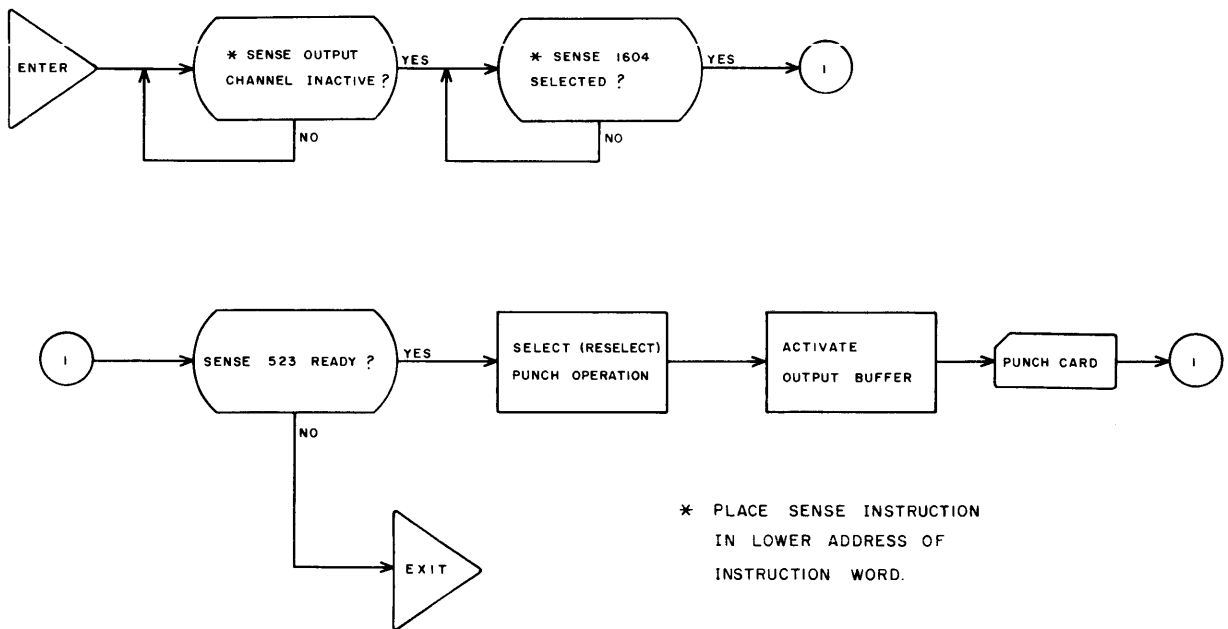 ENTER
* SENSE OUTPUT
CHANNEL INACTIVE ?
YES
NO
* SENSE 1604
SELECTED ?
YES
NO
1
1
SENSE 523 READY ?
YES
NO
SELECT (RESELECT)
PUNCH OPERATION
ACTIVATE
OUTPUT BUFFER
PUNCH CARD
1
EXIT
* PLACE SENSE INSTRUCTION
IN LOWER ADDRESS OF
INSTRUCTION WORD.